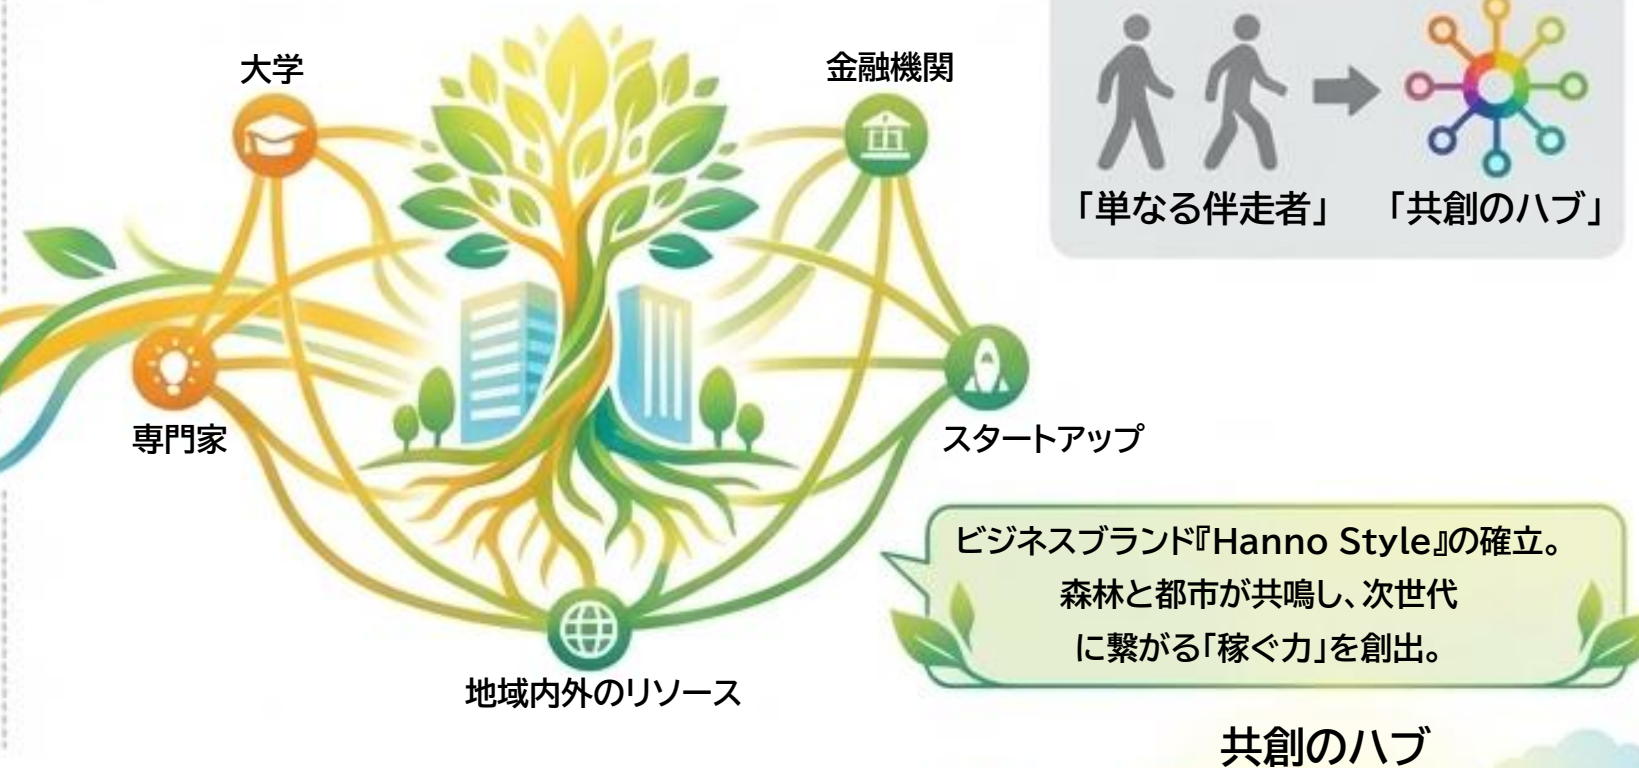 大学
金融機関
「単なる伴走者」
「共創のハブ」
専門家
スタートアップ
ビジネスブランド『Hanno Style』の確立。
森林と都市が共鳴し、次世代
に繋がる「稼ぐ力」を創出。
地域内外のリソース
共創のハブ